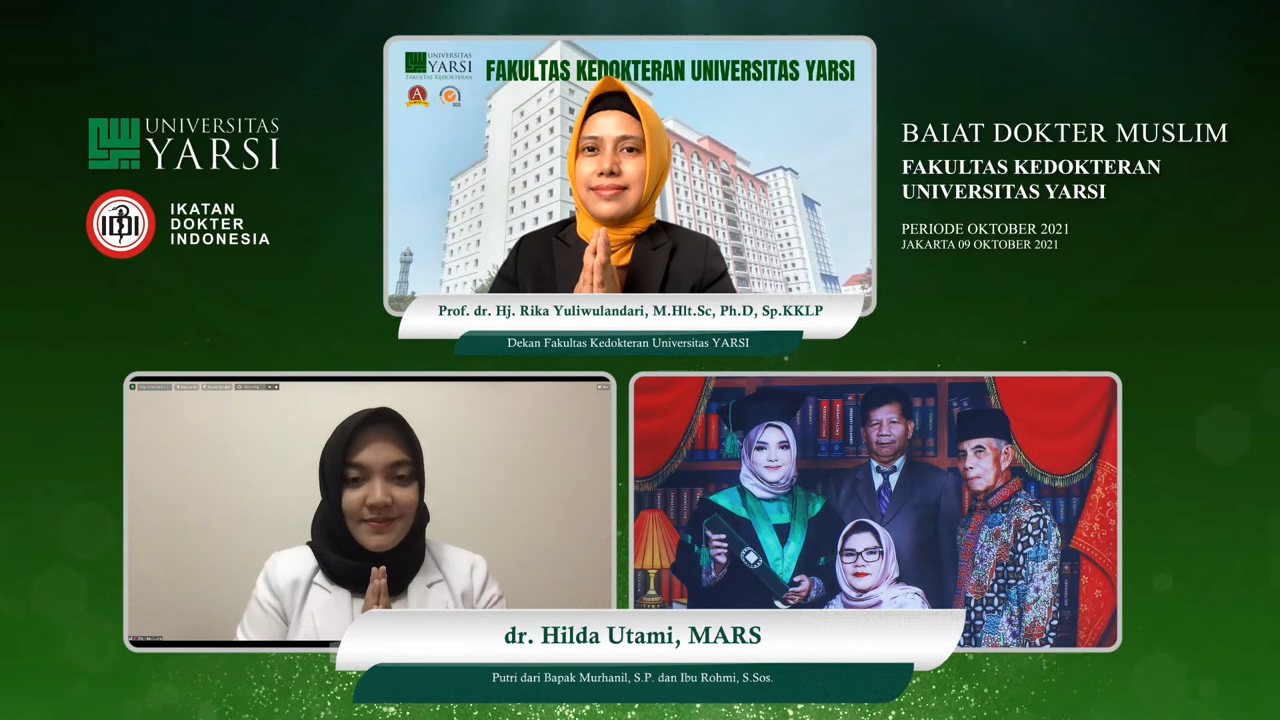 UNIVERSITAS
YARSI
IKATAN
DOKTER
INDONESIA
UNIVERSITAS
YARSI
FAKULTAS KEDOKTERAN
FAKULTAS KEDOKTERAN UNIVERSITAS YARSI
A
Prof. dr. Hj. Rika Yuliwulandari, M.Hlt.Sc, Ph.D, Sp.KKLP
Dekan Fakultas Kedokteran Universitas YARSI
BAIAT DOKTER MUSLIM
FAKULTAS KEDOKTERAN
UNIVERSITAS YARSI
PERIODE OKTOBER 2021
JAKARTA 09 OKTOBER 2021
ENCYCLOPEDIA
ENCYCLOPEDIA
dr. Hilda Utami, MARS
Putri dari Bapak Murhanil, S.P. dan Ibu Rohmi, S.Sos.